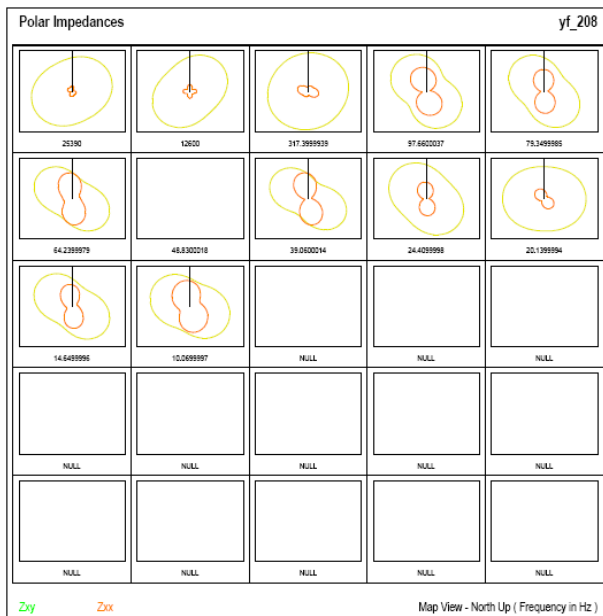 Polar Impedances yf_208
25390 12600 317.3999939 97.6600037 79.3499985
64.2399979 48.8300018 39.0600014 24.4099998 20.1399994
14.6499996 10.0699997 NULL NULL NULL
NULL NULL NULL NULL NULL
NULL NULL NULL NULL NULL
Zxy Zxx Map View - North Up ( Frequency in Hz )